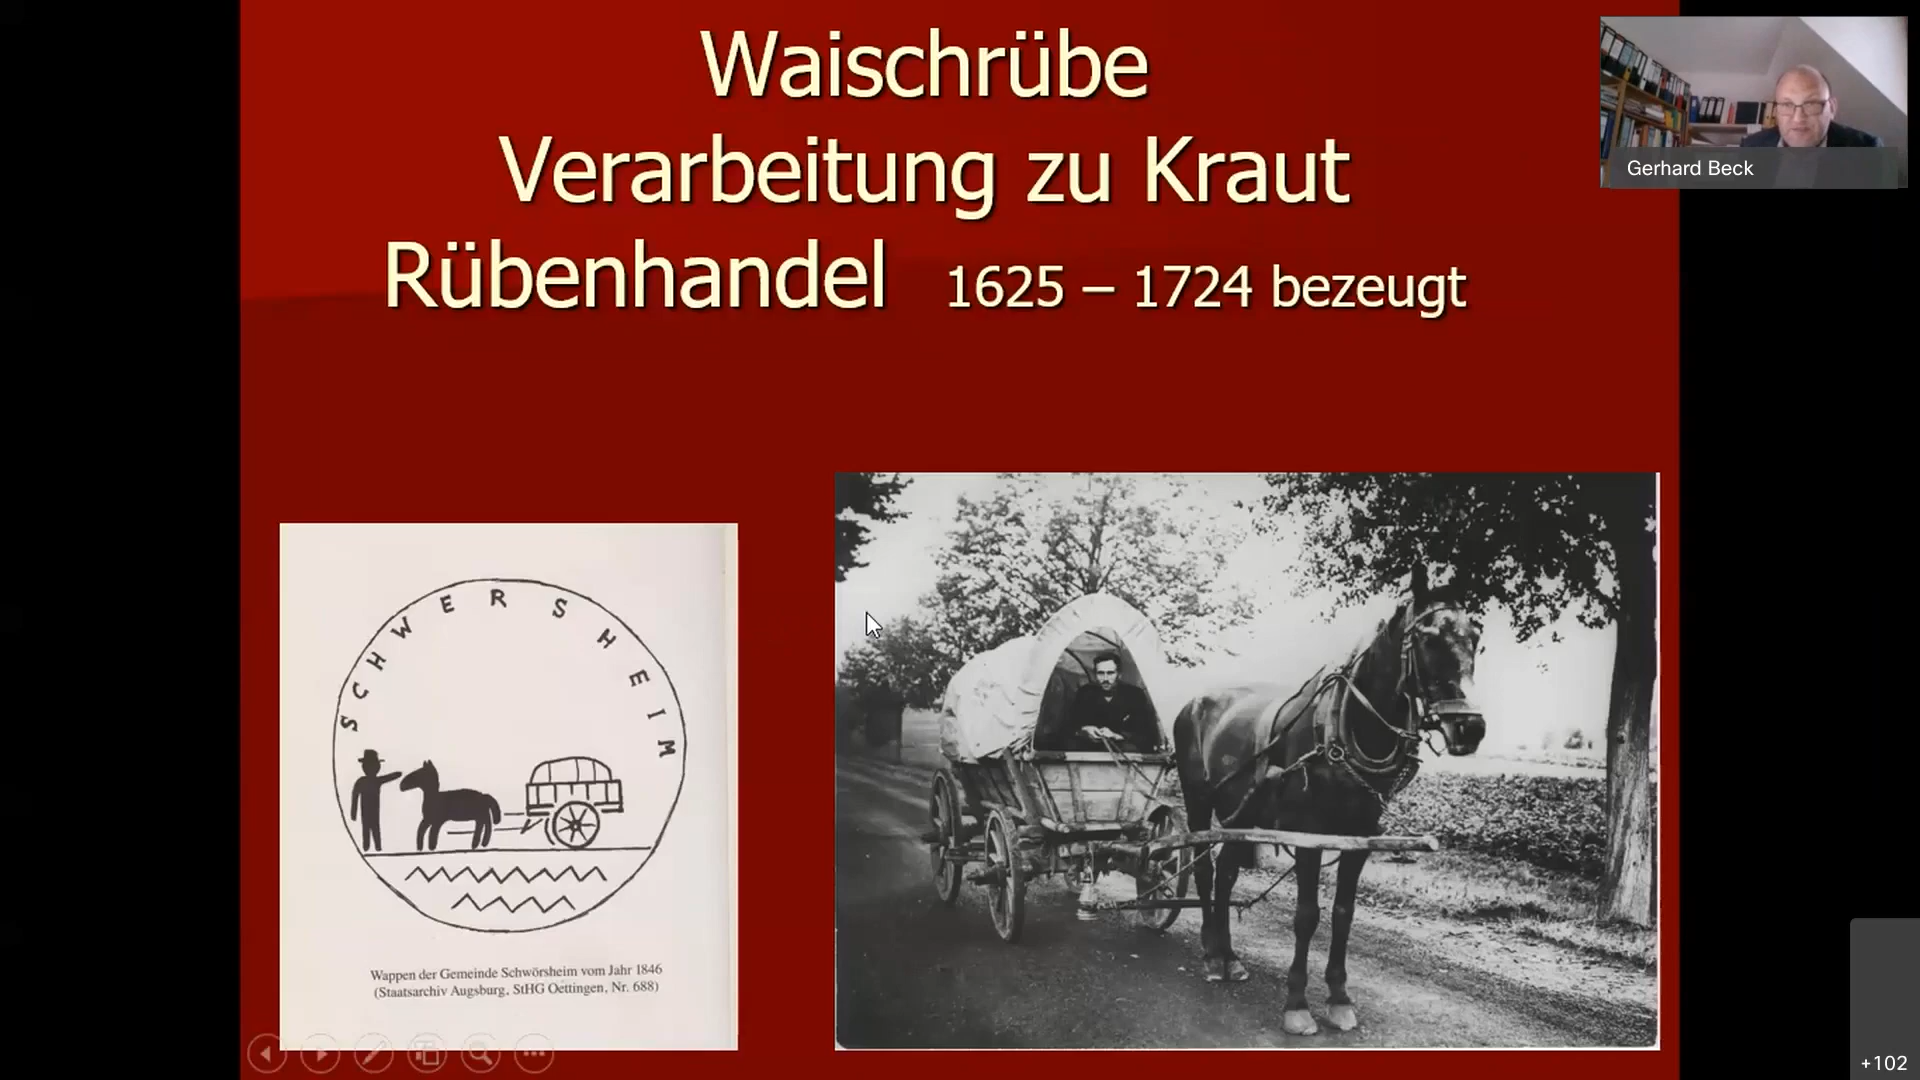 Waischrübe
Verarbeitung zu Kraut
Rübenhandel 1625 – 1724 bezeugt
Gerhard Beck
SCHWERSHEIM
Wappen der Gemeinde Schwörsheim vom Jahr 1846
(Staatsarchiv Augsburg, StHG Oettingen, Nr. 688)
+102